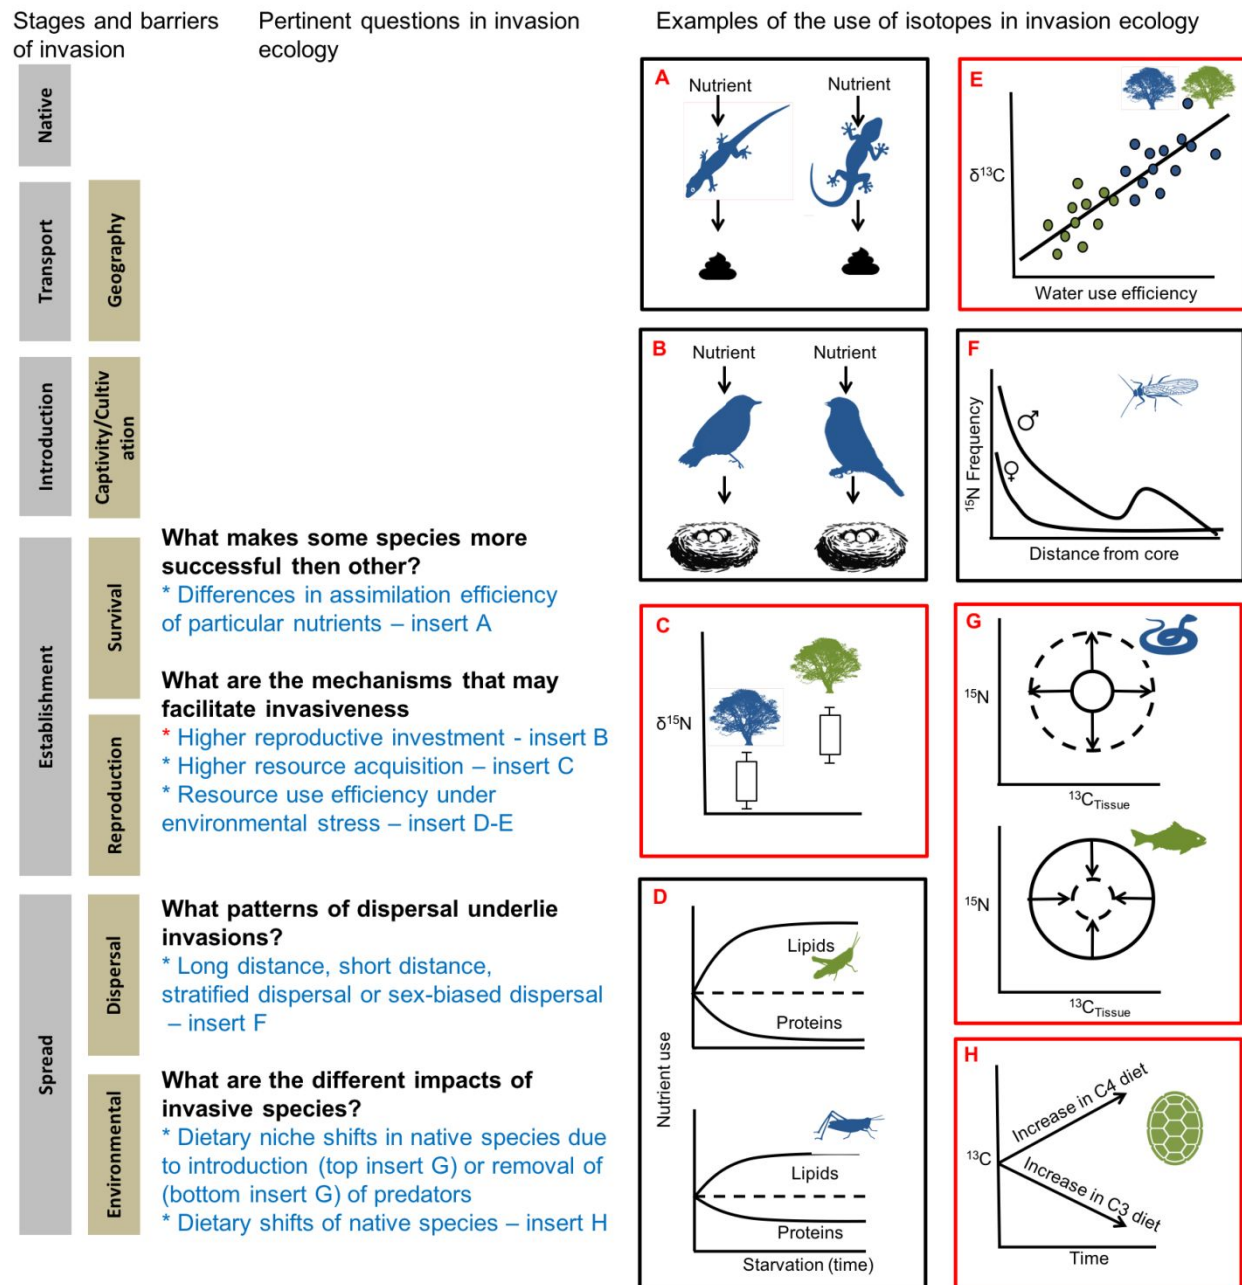 Stages and barriers
of invasion
Pertinent questions in invasion
ecology
Examples of the use of isotopes in invasion ecology
Native
Transport
Geography
Introduction
Captivity/Cultiv
ation
Establishment
Survival
Reproduction
Spread
Dispersal
Environmental
What makes some species more
successful then other?
* Differences in assimilation efficiency
of particular nutrients – insert A
What are the mechanisms that may
facilitate invasiveness
* Higher reproductive investment - insert B
* Higher resource acquisition – insert C
* Resource use efficiency under
environmental stress – insert D-E
What patterns of dispersal underlie
invasions?
* Long distance, short distance,
stratified dispersal or sex-biased dispersal
– insert F
What are the different impacts of
invasive species?
* Dietary niche shifts in native species due
to introduction (top insert G) or removal of
(bottom insert G) of predators
* Dietary shifts of native species – insert H
A
Nutrient
Nutrient
B
Nutrient
Nutrient
C
δ¹⁵N
D
Nutrient use
Lipids
Proteins
Lipids
Proteins
Starvation (time)
E
δ¹³C
Water use efficiency
F
¹⁵N Frequency
♂
♀
Distance from core
G
¹⁵N
¹³C_Tissue
¹⁵N
¹³C_Tissue
H
¹³C
Increase in C4 diet
Increase in C3 diet
Time